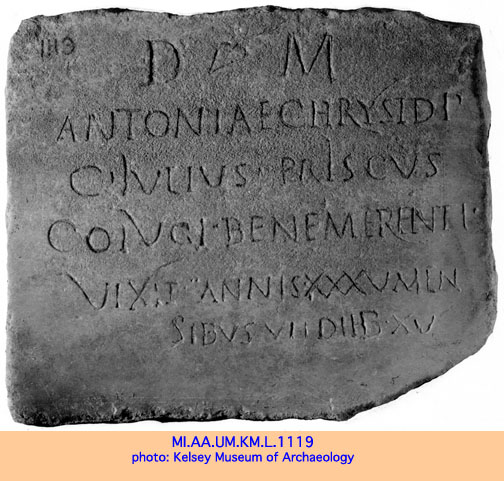 D M
ANTONIAE CHRYSIDI
C·IVLIVS PRISCVS
COIVGI·BENEMERENTI·
VIXIT ANNIS XXXV MEN
SIBVS VII DIEB·XV
MI.AA.UM.KM.L.1119
photo: Kelsey Museum of Archaeology